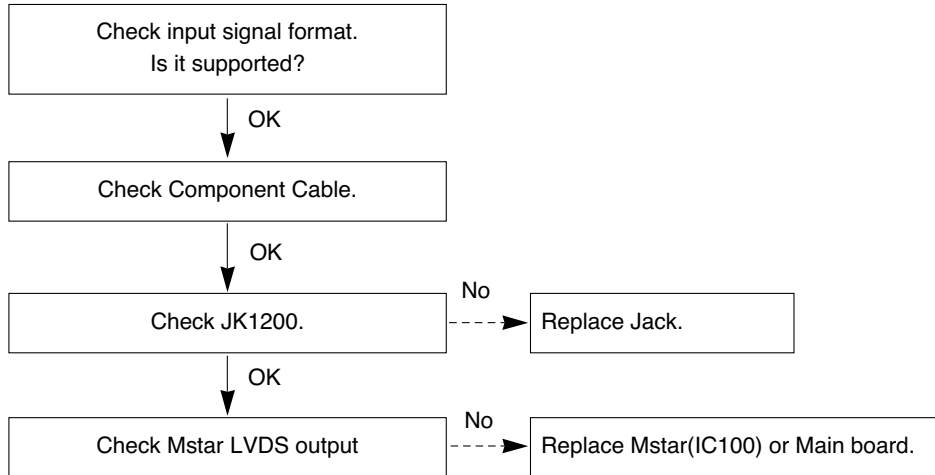 Check input signal format.
Is it supported?
OK
Check Component Cable.
OK
Check JK1200.
No
Replace Jack.
OK
Check Mstar LVDS output
No
Replace Mstar(IC100) or Main board.